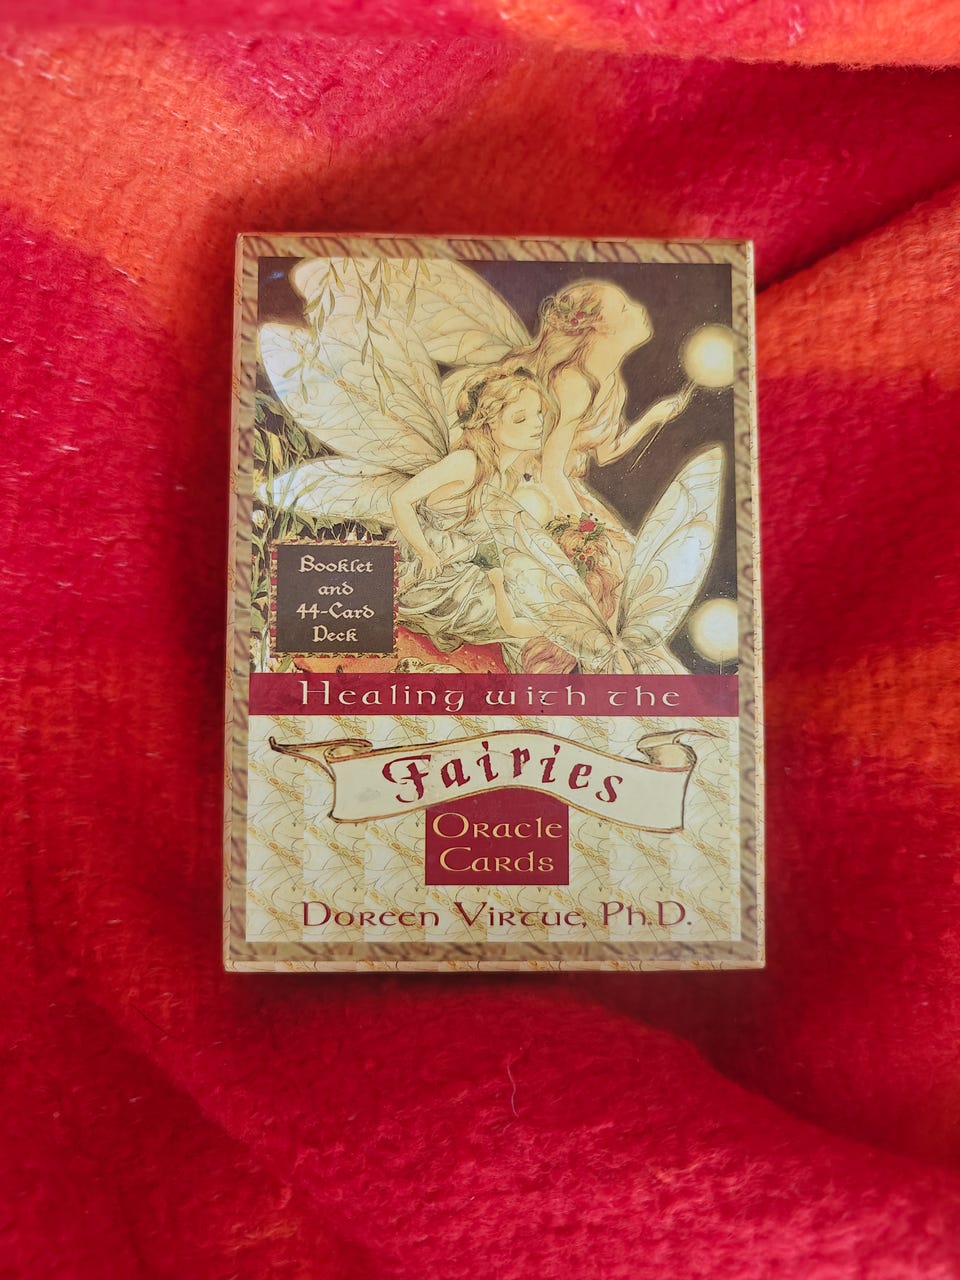 Booklet
and
44-Card
Deck
Healing with the
Fairies
Oracle
Cards
Doreen Virtue, Ph.D.